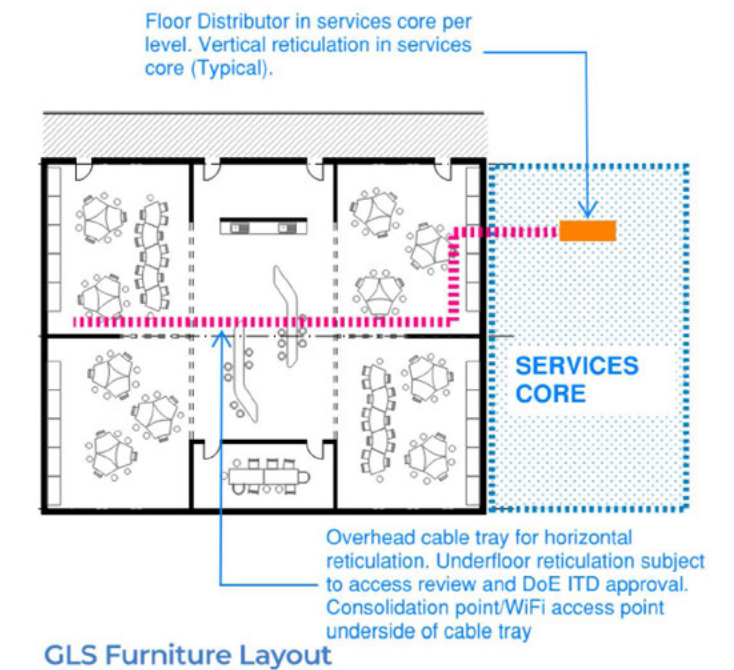 Floor Distributor in services core per
level. Vertical reticulation in services
core (Typical).
SERVICES
CORE
Overhead cable tray for horizontal
reticulation. Underfloor reticulation subject
to access review and DoE ITD approval.
Consolidation point/WiFi access point
underside of cable tray
GLS Furniture Layout